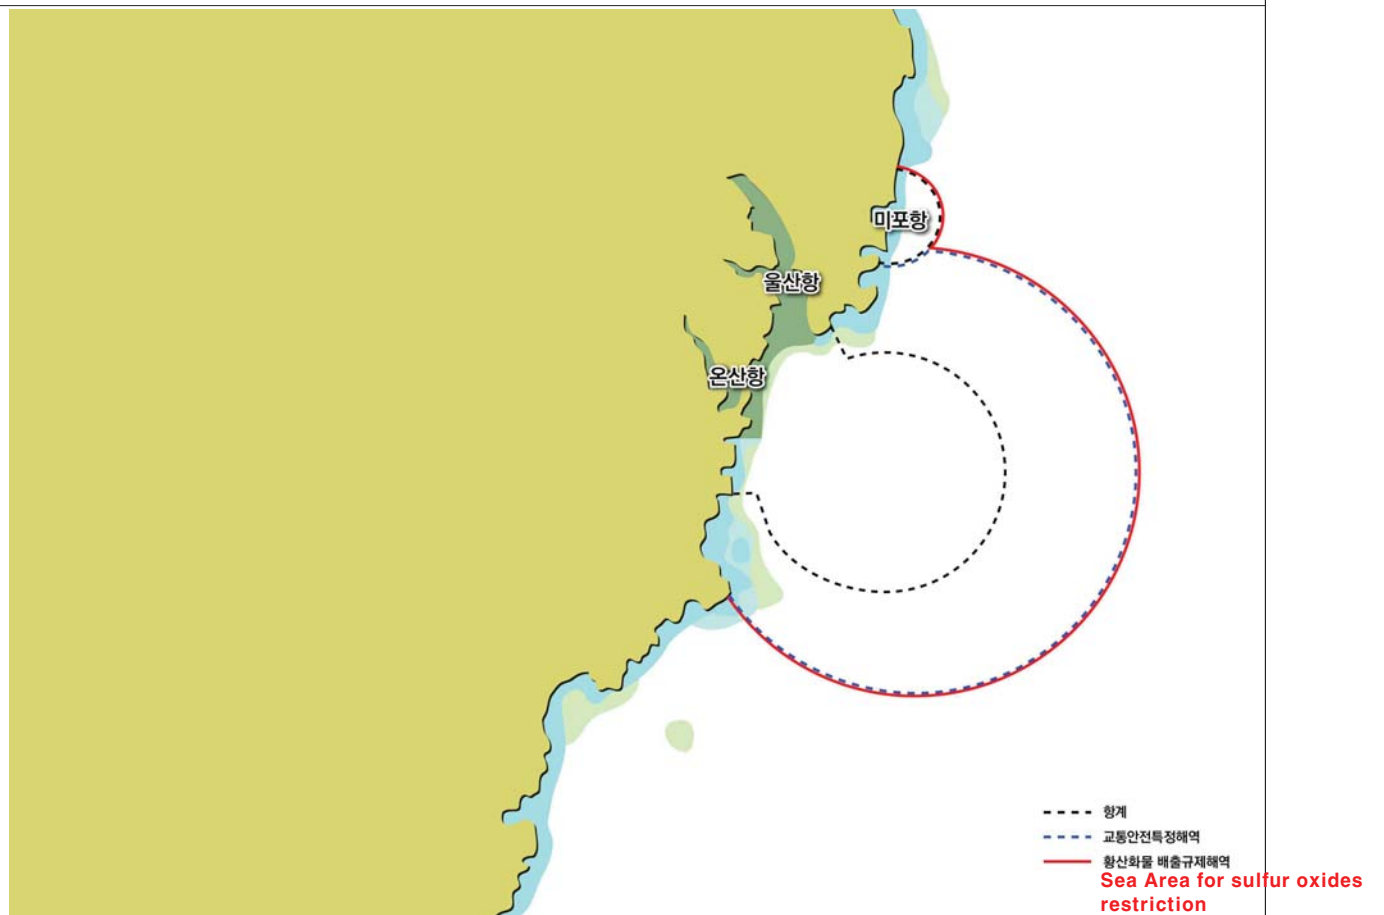 미포항
울산항
온산항
항계
교통안전특정해역
황산화물 배출규제해역
Sea Area for sulfur oxides
restriction